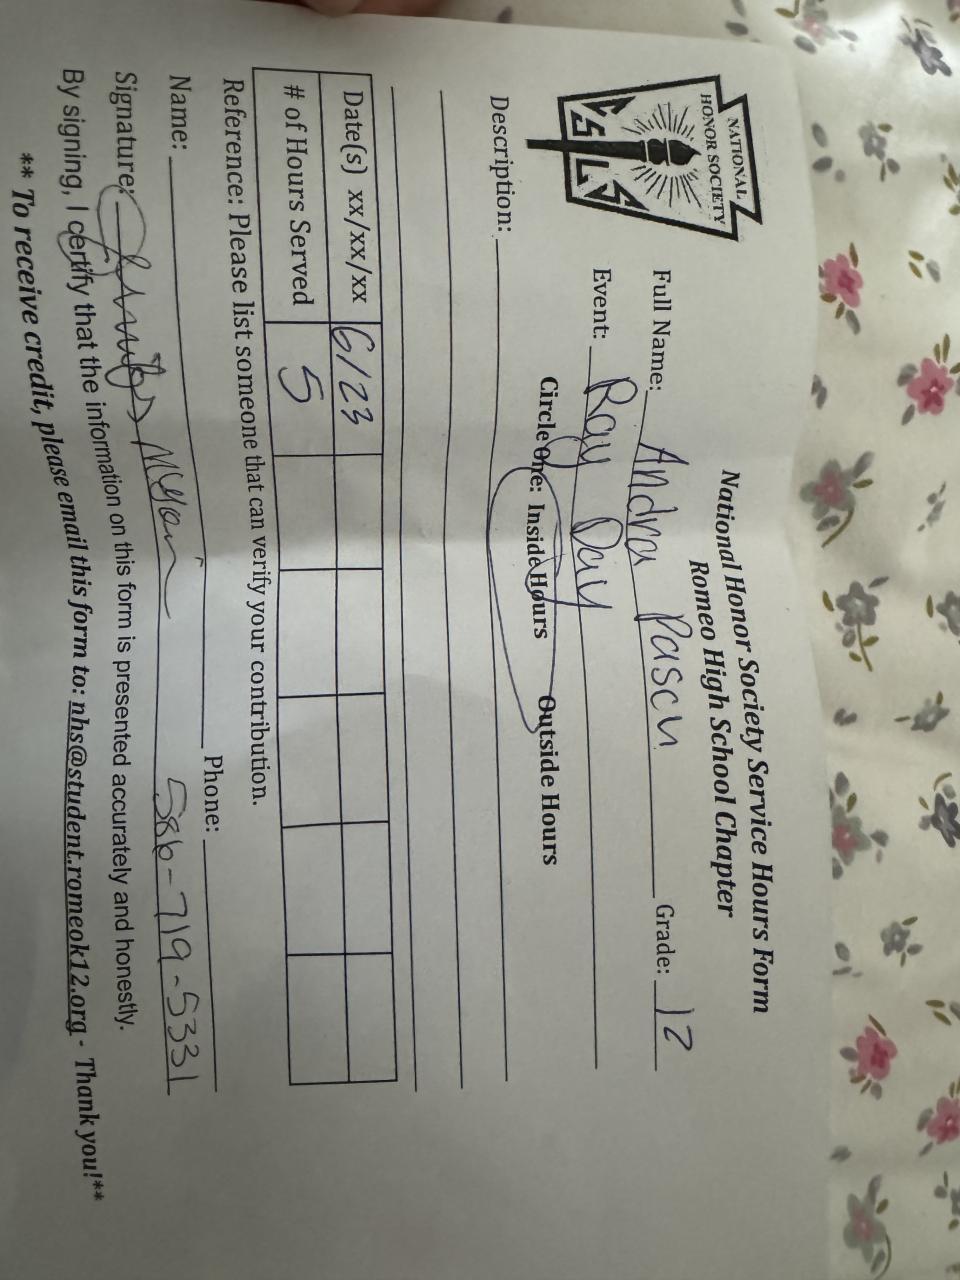 NATIONAL
HONOR SOCIETY
National Honor Society Service Hours Form
Romeo High School Chapter
Full Name: Andra Pascu Grade: 12
Event: Ray Day
Circle One: Inside Hours Outside Hours
Description:
Date(s) xx/xx/xx 6/23
# of Hours Served 5
Reference: Please list someone that can verify your contribution.
Name: Phone:
Signature: 586-719-5331
By signing, I certify that the information on this form is presented accurately and honestly.
** To receive credit, please email this form to: nhs@student.romeok12.org - Thank you!**